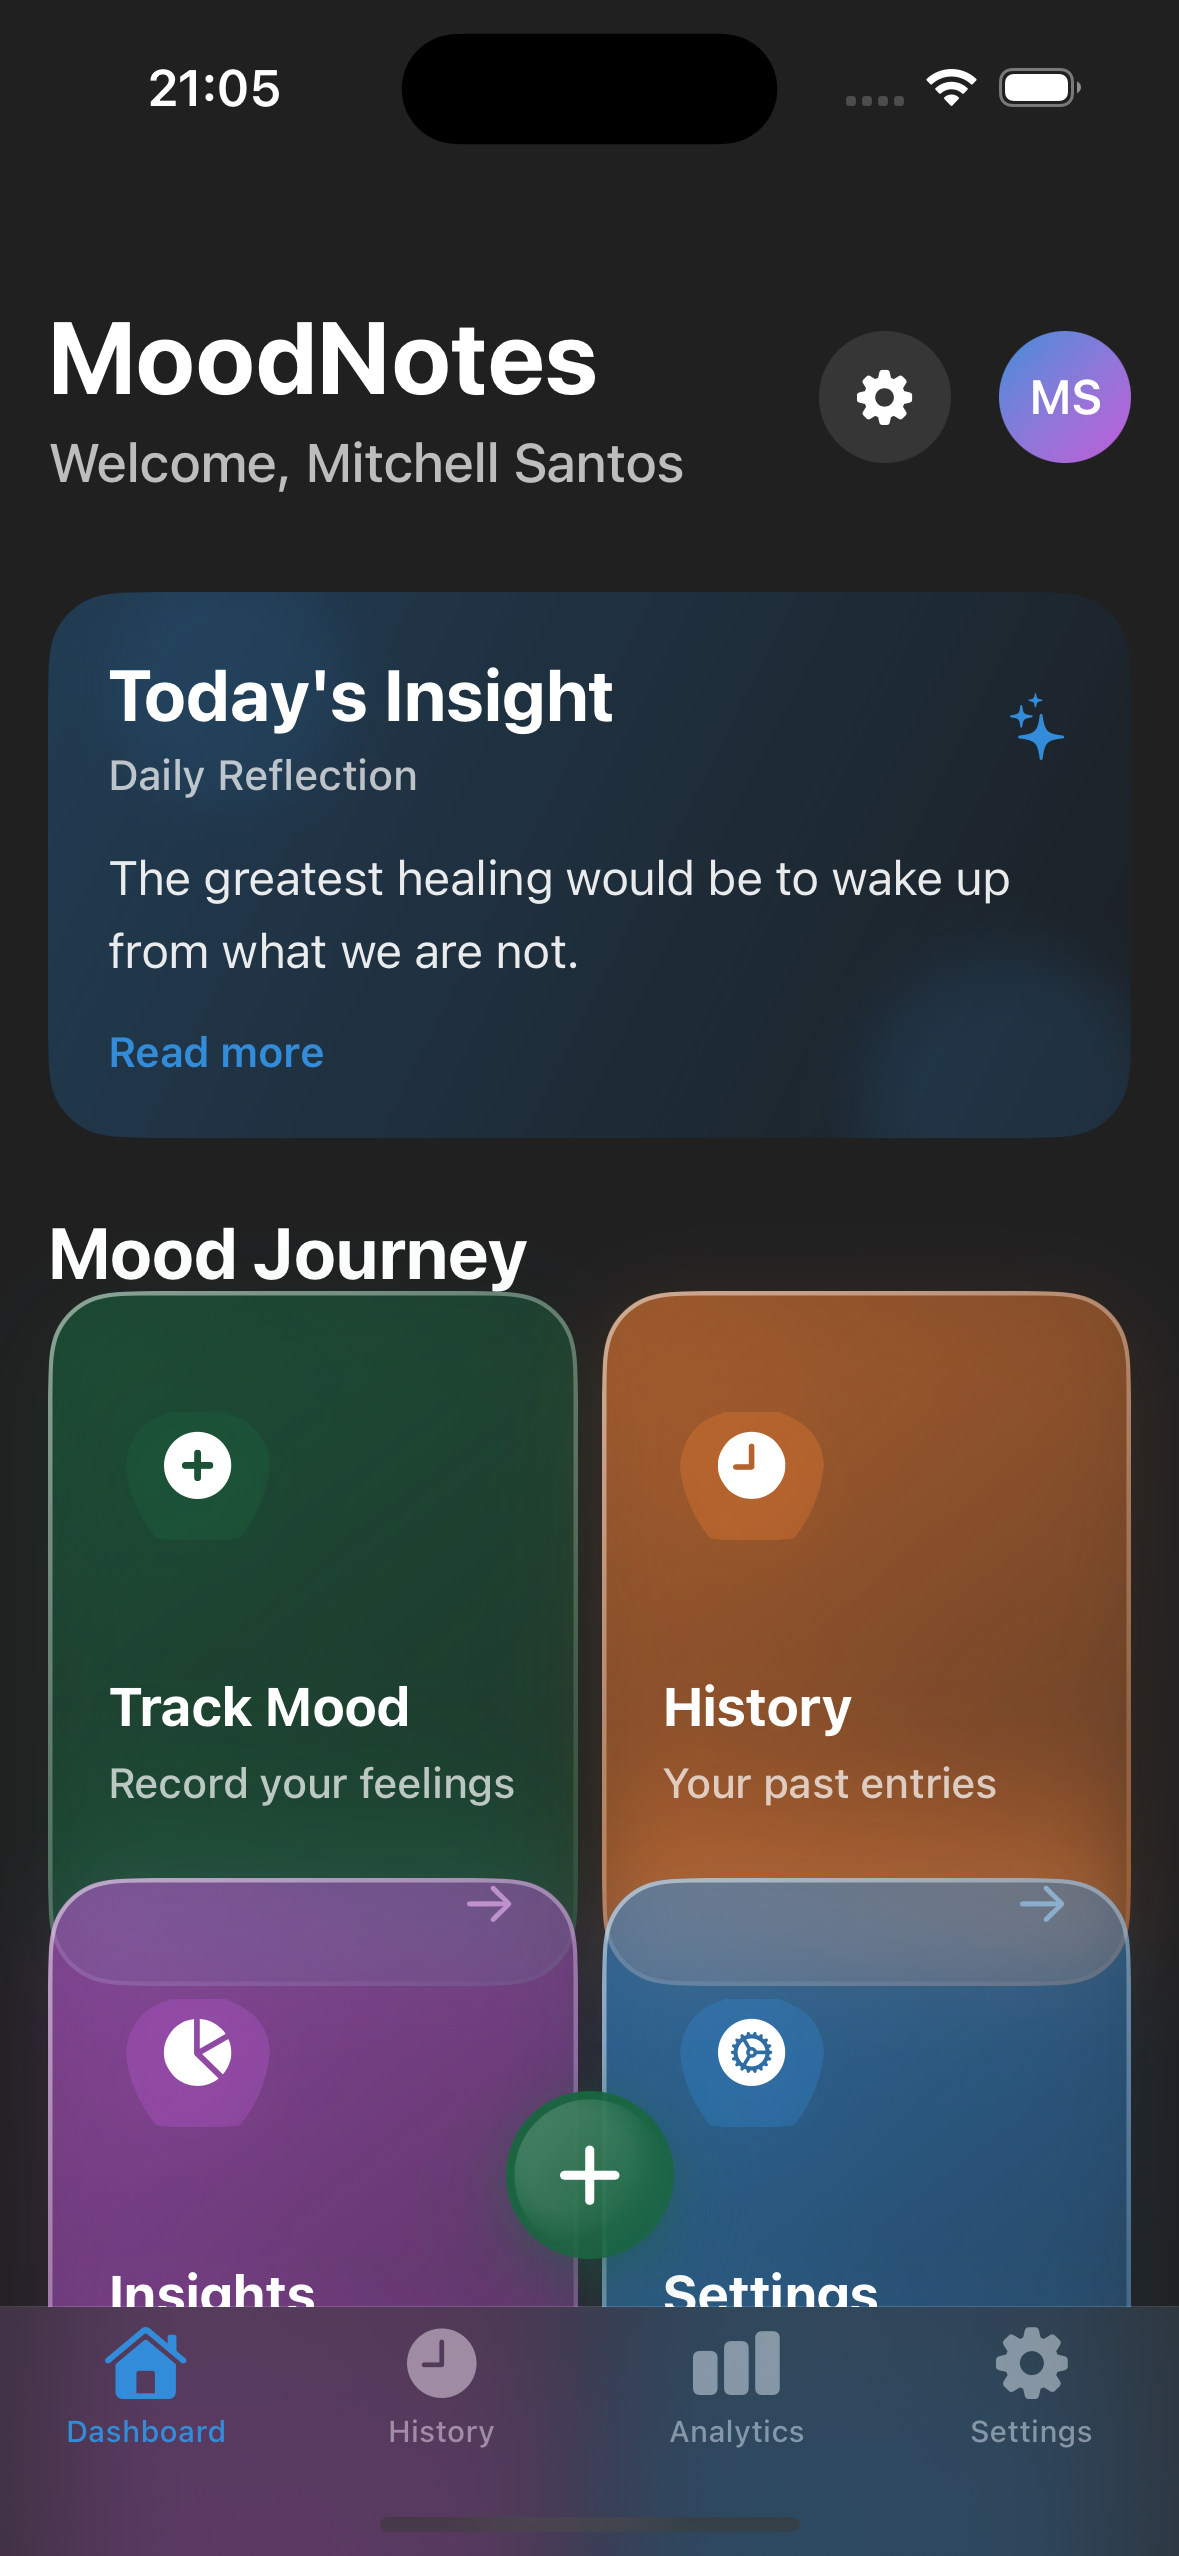 21:05
MoodNotes
Welcome, Mitchell Santos
MS
Today's Insight
Daily Reflection
The greatest healing would be to wake up
from what we are not.
Read more
Mood Journey
Track Mood
Record your feelings
History
Your past entries
Insights
Settings
Dashboard
History
Analytics
Settings